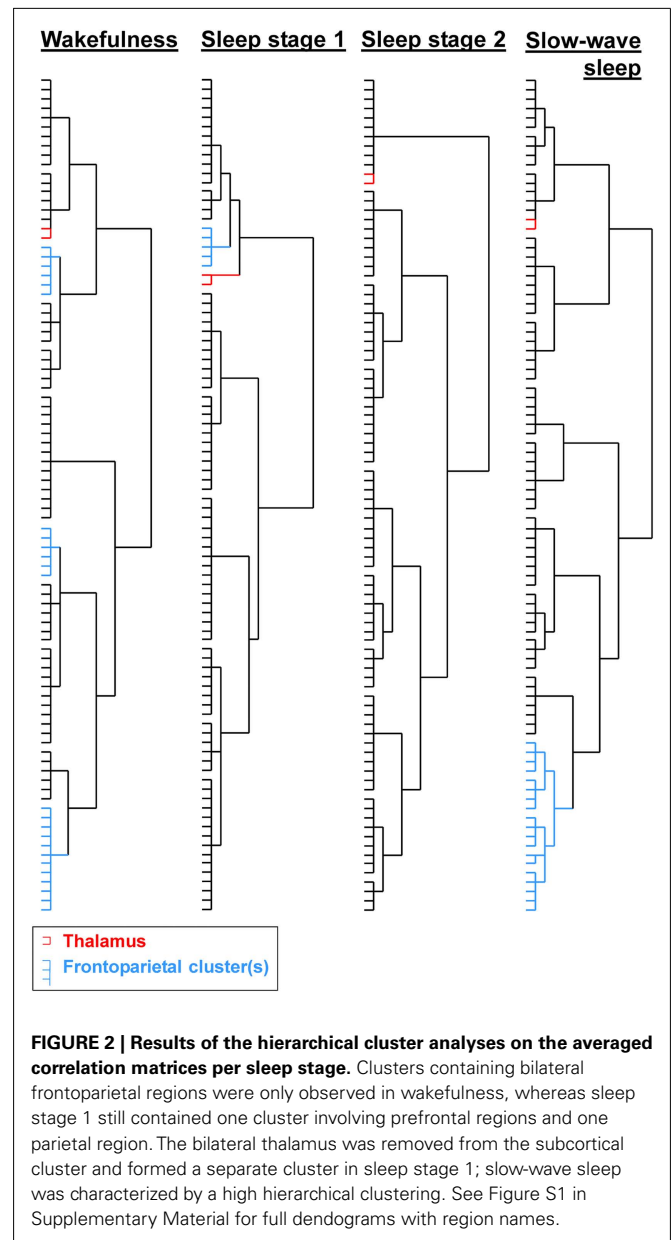 Wakefulness Sleep stage 1 Sleep stage 2 Slow-wave
sleep
Thalamus
Frontoparietal cluster(s)
FIGURE 2 | Results of the hierarchical cluster analyses on the averaged
correlation matrices per sleep stage. Clusters containing bilateral
frontoparietal regions were only observed in wakefulness, whereas sleep
stage 1 still contained one cluster involving prefrontal regions and one
parietal region. The bilateral thalamus was removed from the subcortical
cluster and formed a separate cluster in sleep stage 1; slow-wave sleep
was characterized by a high hierarchical clustering. See Figure S1 in
Supplementary Material for full dendograms with region names.